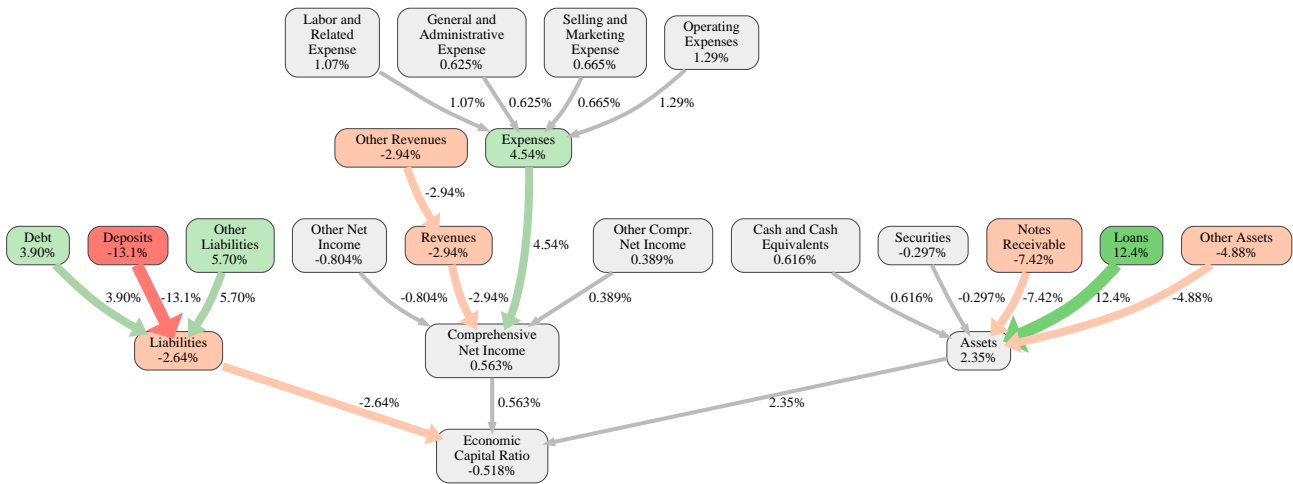 Labor and
Related
Expense
1.07%
General and
Administrative
Expense
0.625%
Selling and
Marketing
Expense
0.665%
Operating
Expenses
1.29%
1.07%
0.625%
0.665%
1.29%
Other Revenues
-2.94%
Expenses
4.54%
-2.94%
Debt
3.90%
Deposits
-13.1%
Other
Liabilities
5.70%
Other Net
Income
-0.804%
Revenues
-2.94%
4.54%
Other Compr.
Net Income
0.389%
Cash and Cash
Equivalents
0.616%
Securities
-0.297%
Notes
Receivable
-7.42%
Loans
12.4%
Other Assets
-4.88%
3.90%
-13.1%
5.70%
-0.804%
-2.94%
0.389%
0.616%
-0.297%
-7.42%
12.4%
-4.88%
Liabilities
-2.64%
Comprehensive
Net Income
0.563%
Assets
2.35%
-2.64%
0.563%
2.35%
Economic
Capital Ratio
-0.518%